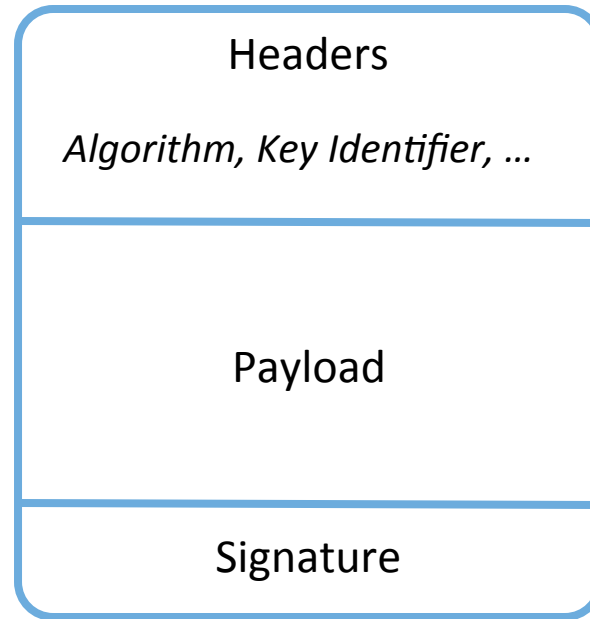 Headers
Algorithm, Key Identifier, ...
Payload
Signature